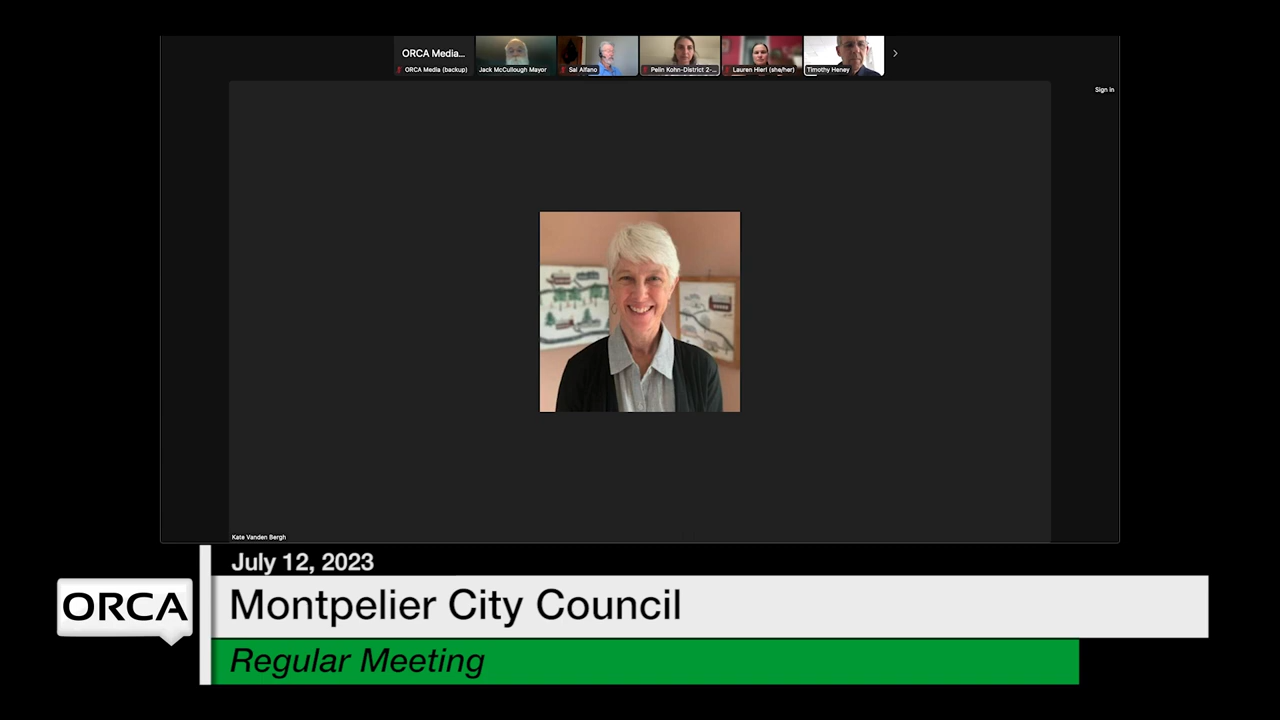 ORCA Media...
ORCA Media (backup)
Jack McCullough Mayor
Sal Alfano
Pelin Kohn-District 2-...
Lauren Hierl (she/her)
Timothy Heney
Sign in
Kate Vanden Bergh
July 12, 2023
ORCA
Montpelier City Council
Regular Meeting